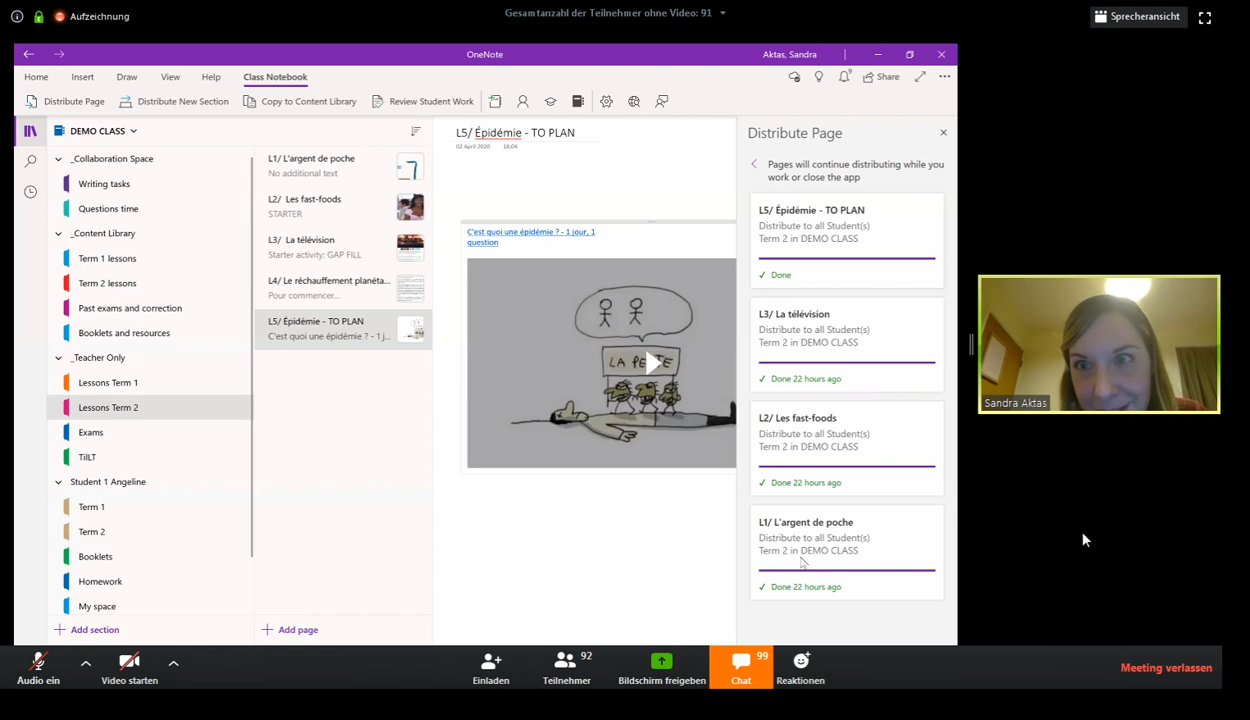 Aufzeichnung
Gesamtanzahl der Teilnehmer ohne Video: 91
Sprecheransicht
OneNote
Aktas, Sandra
Home Insert Draw View Help Class Notebook
Share
Distribute Page Distribute New Section Copy to Content Library Review Student Work
DEMO CLASS
_Collaboration Space
Writing tasks
Questions time
_Content Library
Term 1 lessons
Term 2 lessons
Past exams and correction
Booklets and resources
_Teacher Only
Lessons Term 1
Lessons Term 2
Exams
TilLT
Student 1 Angeline
Term 1
Term 2
Booklets
Homework
My space
Add section
L1/ L'argent de poche
No additional text
L2/ Les fast-foods
STARTER
L3/ La télévision
Starter activity: GAP FILL
L4/ Le réchauffement planéta...
Pour commencer...
L5/ Épidémie - TO PLAN
C'est quoi une épidémie ? - 1 j...
Add page
L5/ Épidémie - TO PLAN
02 April 2020 18:04
C'est quoi une épidémie ? - 1 jour, 1
question
LA PESTE
Distribute Page
Pages will continue distributing while you
work or close the app
L5/ Épidémie - TO PLAN
Distribute to all Student(s)
Term 2 in DEMO CLASS
Done
L3/ La télévision
Distribute to all Student(s)
Term 2 in DEMO CLASS
Done 22 hours ago
L2/ Les fast-foods
Distribute to all Student(s)
Term 2 in DEMO CLASS
Done 22 hours ago
L1/ L'argent de poche
Distribute to all Student(s)
Term 2 in DEMO CLASS
Done 22 hours ago
Sandra Aktas
Audio ein
Video starten
Einladen
92
Teilnehmer
Bildschirm freigeben
99
Chat
Reaktionen
Meeting verlassen